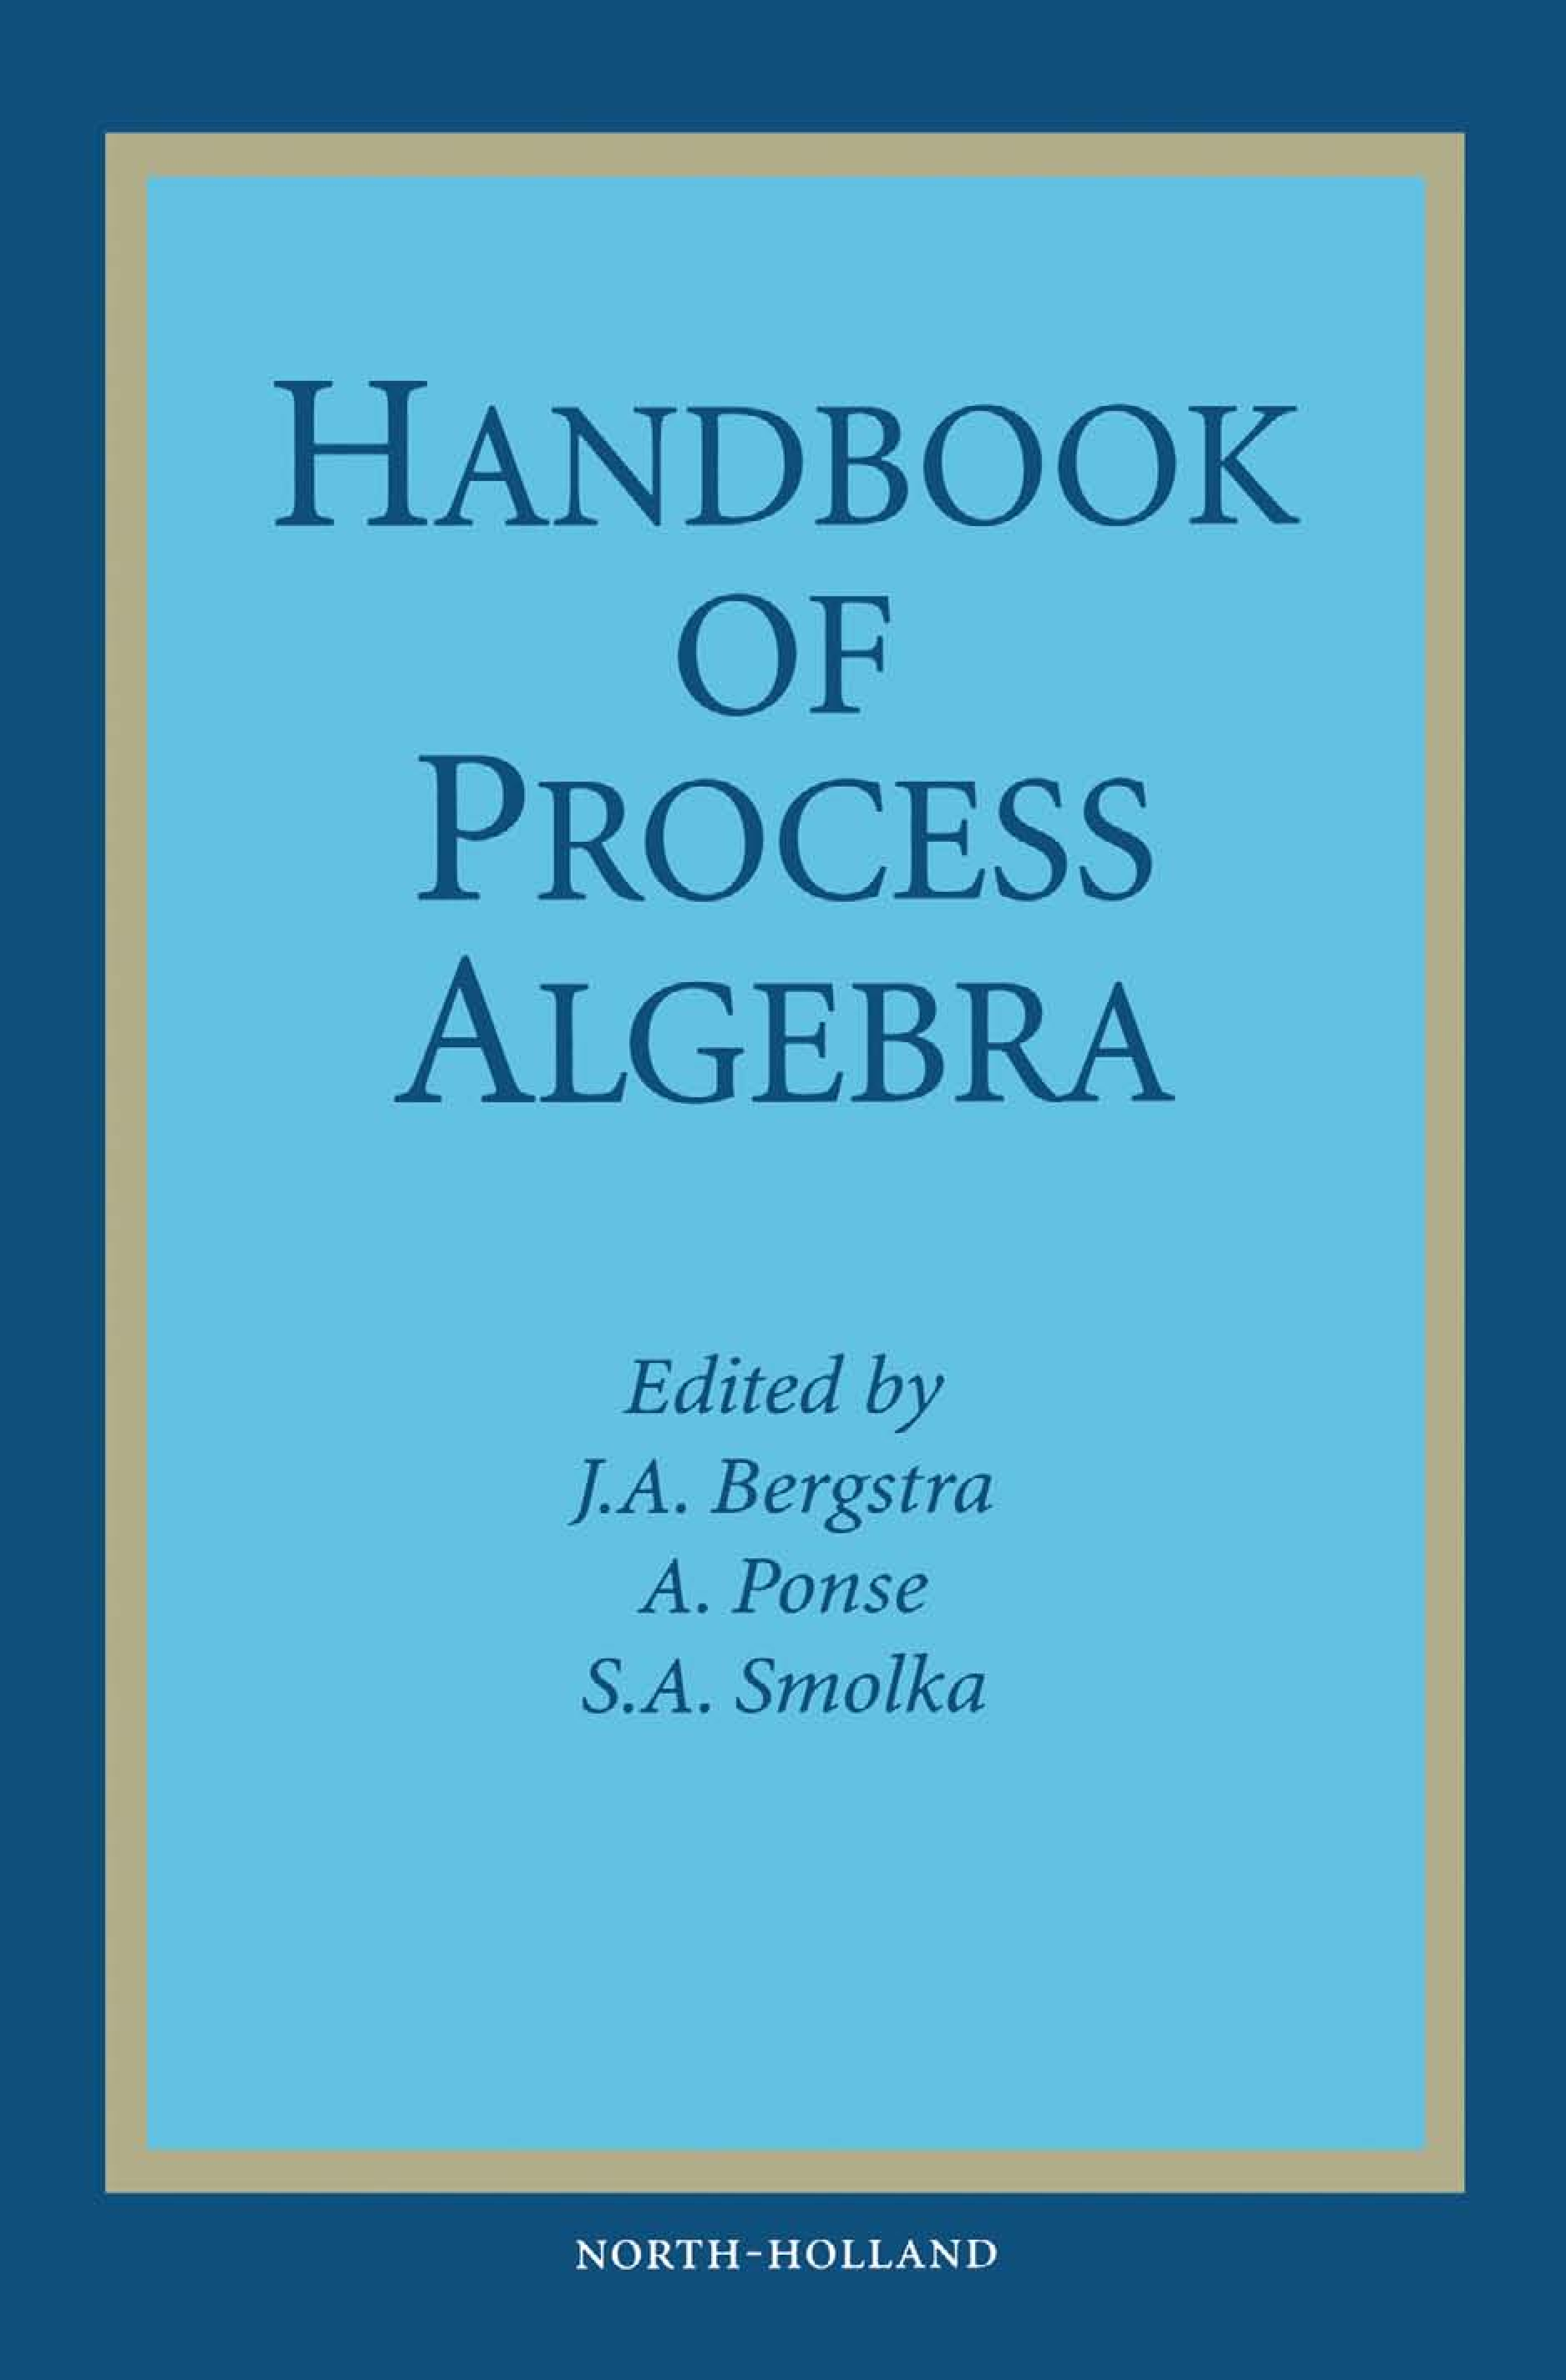 HANDBOOK
OF
PROCESS
ALGEBRA
Edited by
J.A. Bergstra
A. Ponse
S.A. Smolka
NORTH-HOLLAND